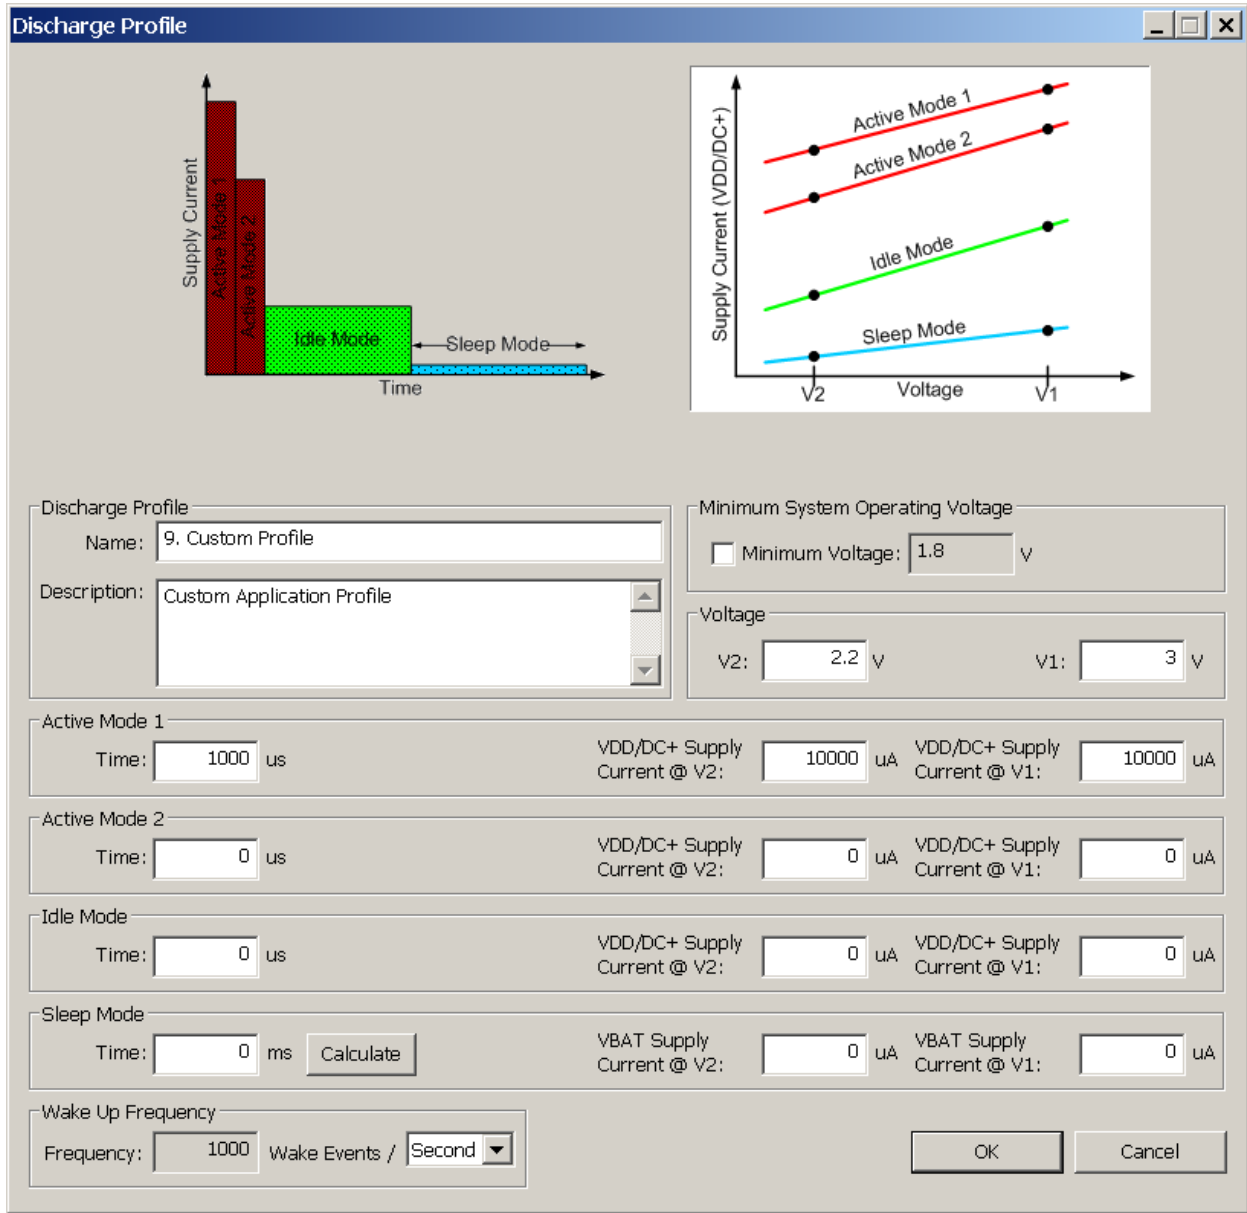 Discharge Profile
Supply Current
Active Mode 1
Active Mode 2
Idle Mode
Sleep Mode
Time
Supply Current (VDD/DC+)
Active Mode 1
Active Mode 2
Idle Mode
Sleep Mode
V2 Voltage V1
Discharge Profile
Name: 9. Custom Profile
Description: Custom Application Profile
Minimum System Operating Voltage
Minimum Voltage: 1.8 V
Voltage
V2: 2.2 V V1: 3 V
Active Mode 1
Time: 1000 us
VDD/DC+ Supply
Current @ V2: 10000 uA
VDD/DC+ Supply
Current @ V1: 10000 uA
Active Mode 2
Time: 0 us
VDD/DC+ Supply
Current @ V2: 0 uA
VDD/DC+ Supply
Current @ V1: 0 uA
Idle Mode
Time: 0 us
VDD/DC+ Supply
Current @ V2: 0 uA
VDD/DC+ Supply
Current @ V1: 0 uA
Sleep Mode
Time: 0 ms Calculate
VBAT Supply
Current @ V2: 0 uA
VBAT Supply
Current @ V1: 0 uA
Wake Up Frequency
Frequency: 1000 Wake Events / Second
OK Cancel